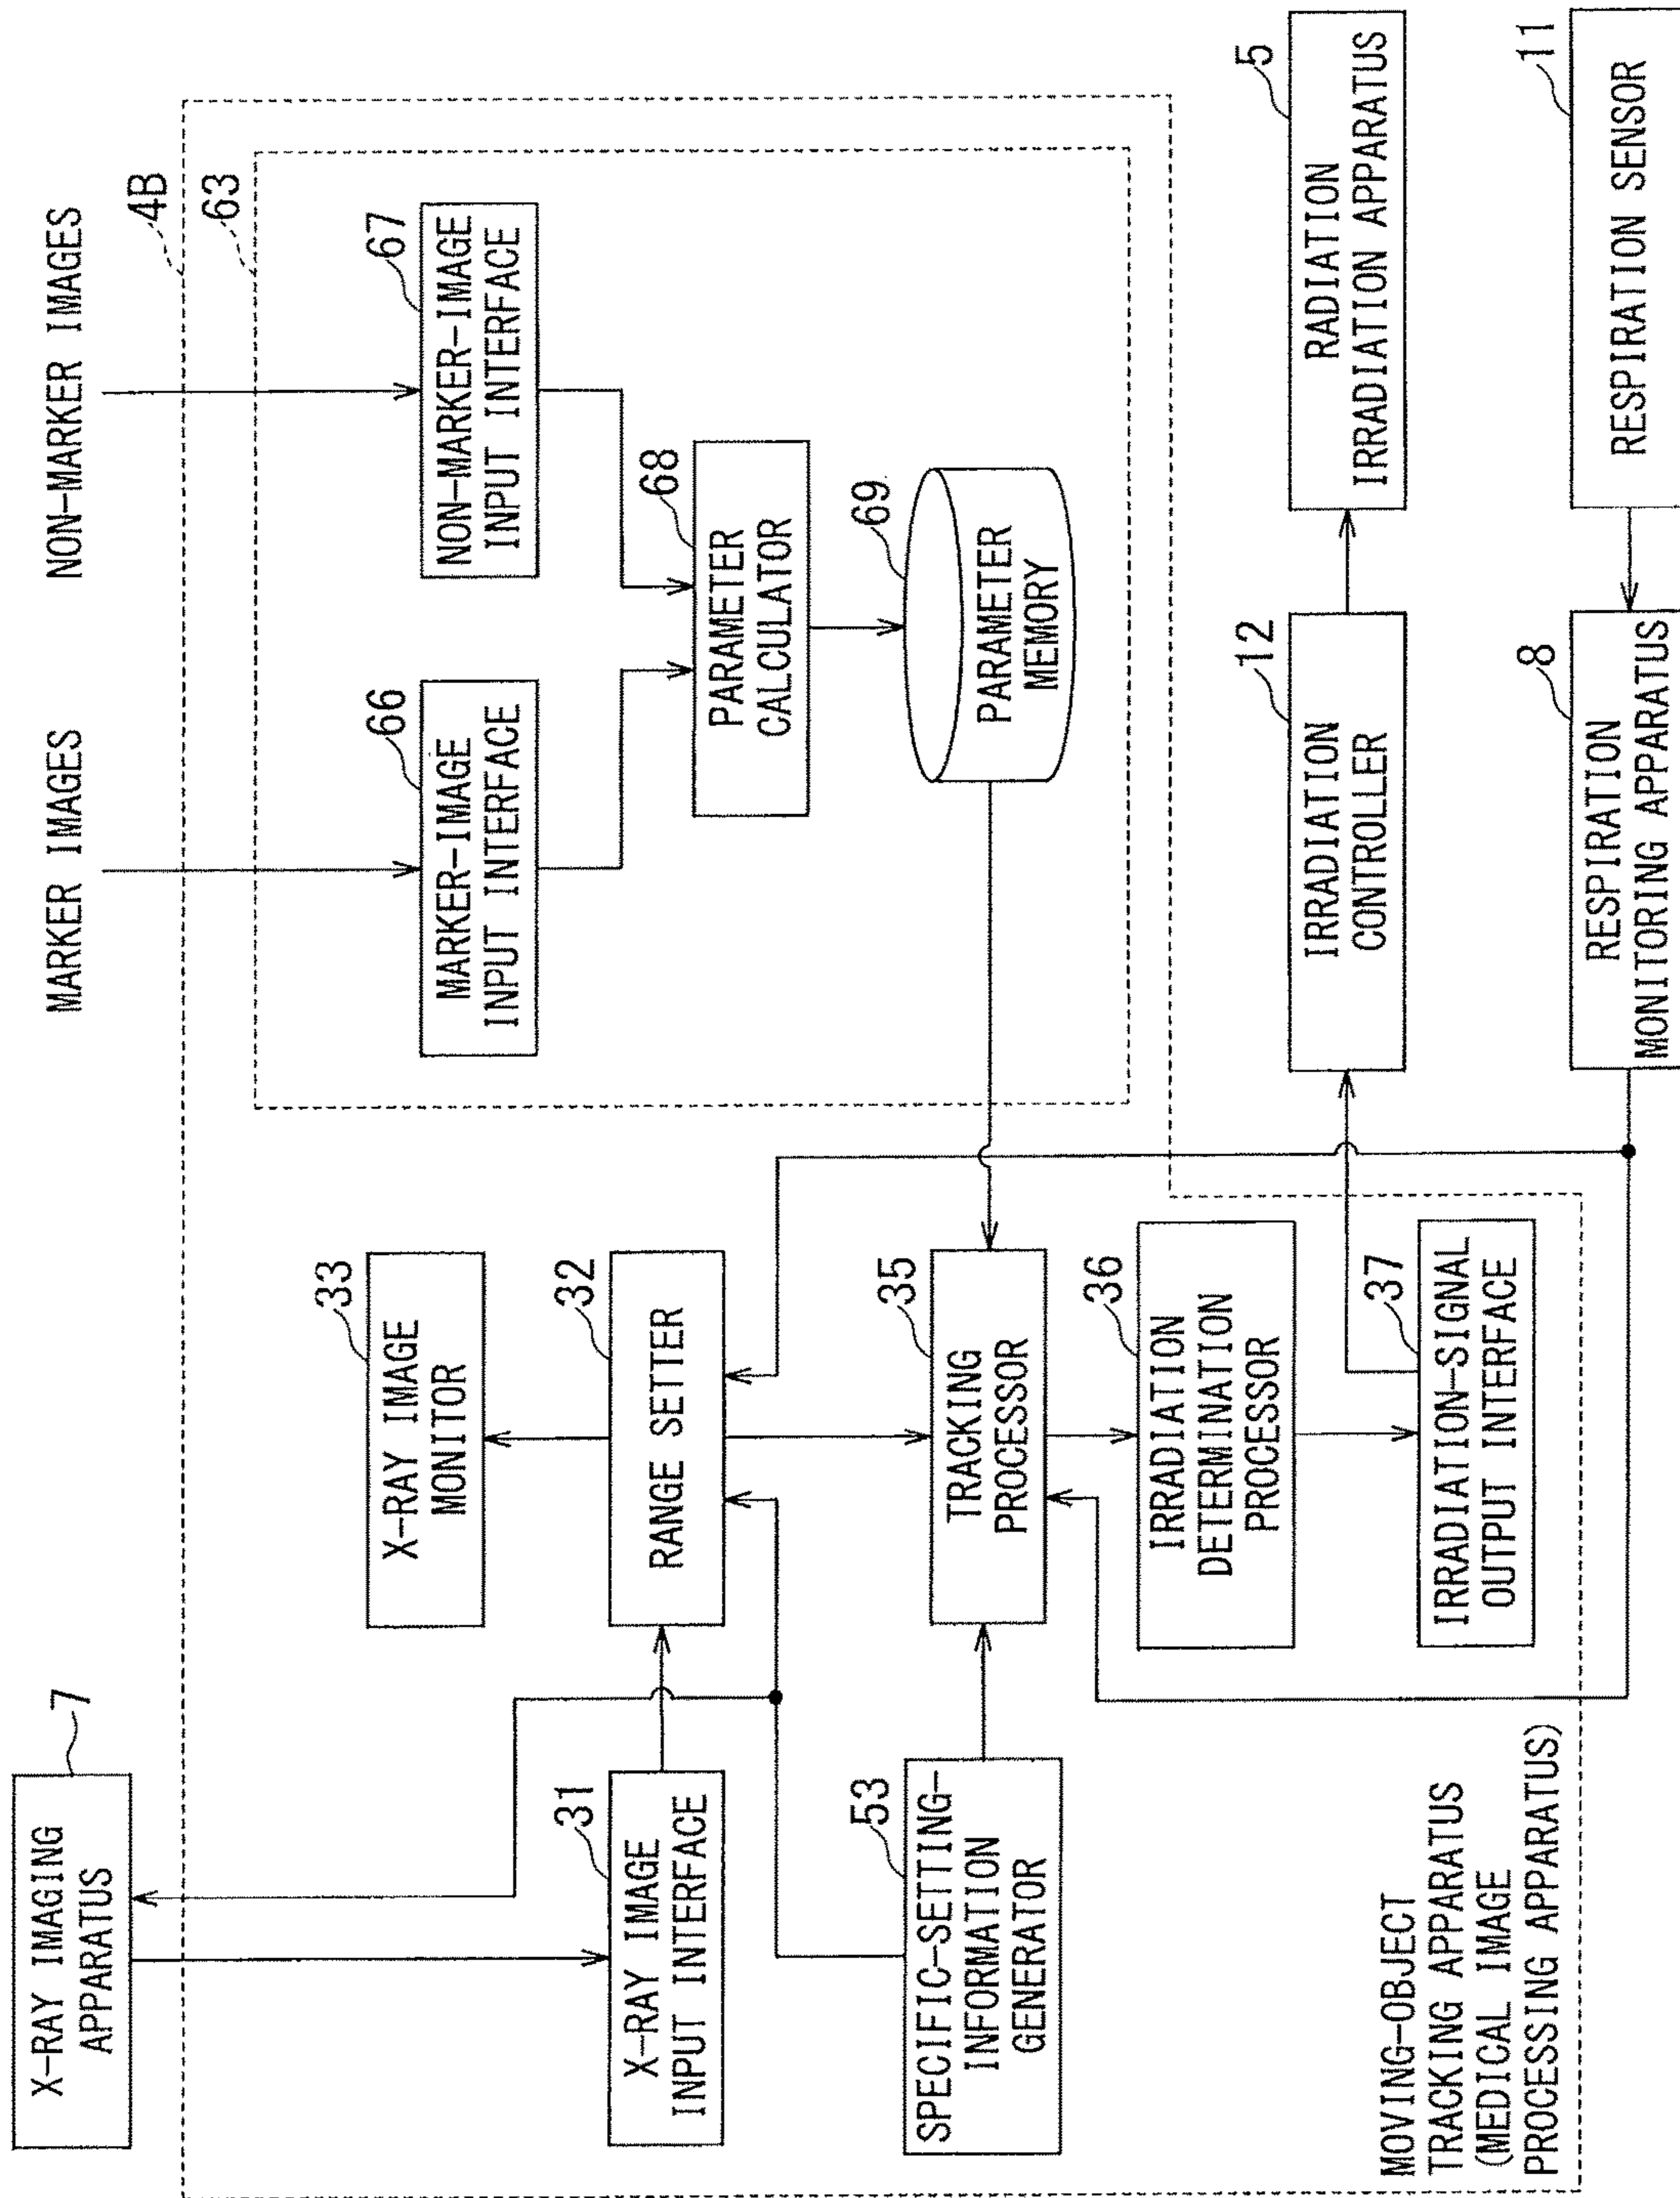 MARKER IMAGES
NON-MARKER IMAGES
4B
63
X-RAY IMAGING
APPARATUS
7
X-RAY IMAGE
MONITOR
33
MARKER-IMAGE
INPUT INTERFACE
66
NON-MARKER-IMAGE
INPUT INTERFACE
67
X-RAY IMAGE
INPUT INTERFACE
31
RANGE SETTER
32
PARAMETER
CALCULATOR
68
SPECIFIC-SETTING-
INFORMATION
GENERATOR
53
TRACKING
PROCESSOR
35
PARAMETER
MEMORY
69
IRRADIATION
DETERMINATION
PROCESSOR
36
IRRADIATION-SIGNAL
OUTPUT INTERFACE
37
IRRADIATION
CONTROLLER
12
RADIATION
IRRADIATION APPARATUS
5
MOVING-OBJECT
TRACKING APPARATUS
(MEDICAL IMAGE
PROCESSING APPARATUS)
RESPIRATION
MONITORING APPARATUS
8
RESPIRATION SENSOR
11